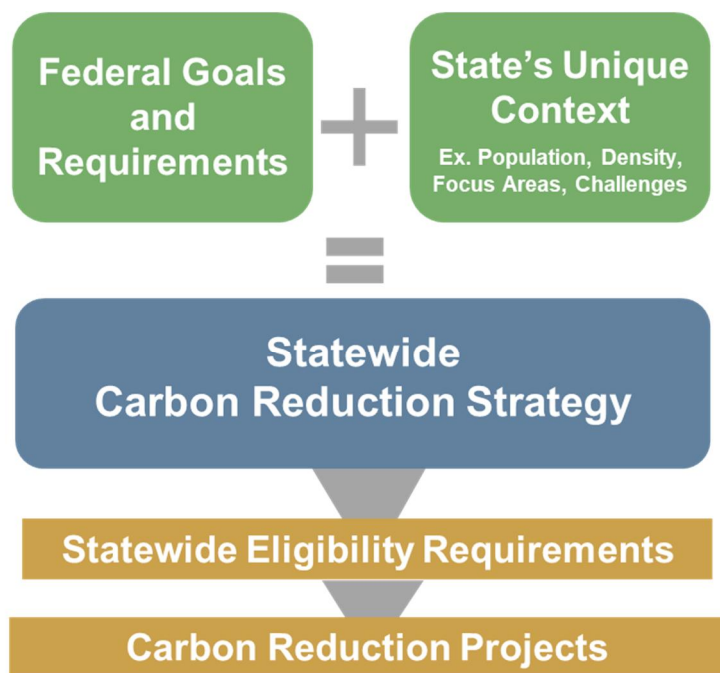 Federal Goals
and
Requirements
+
State's Unique
Context
Ex. Population, Density,
Focus Areas, Challenges
=
Statewide
Carbon Reduction Strategy
Statewide Eligibility Requirements
Carbon Reduction Projects